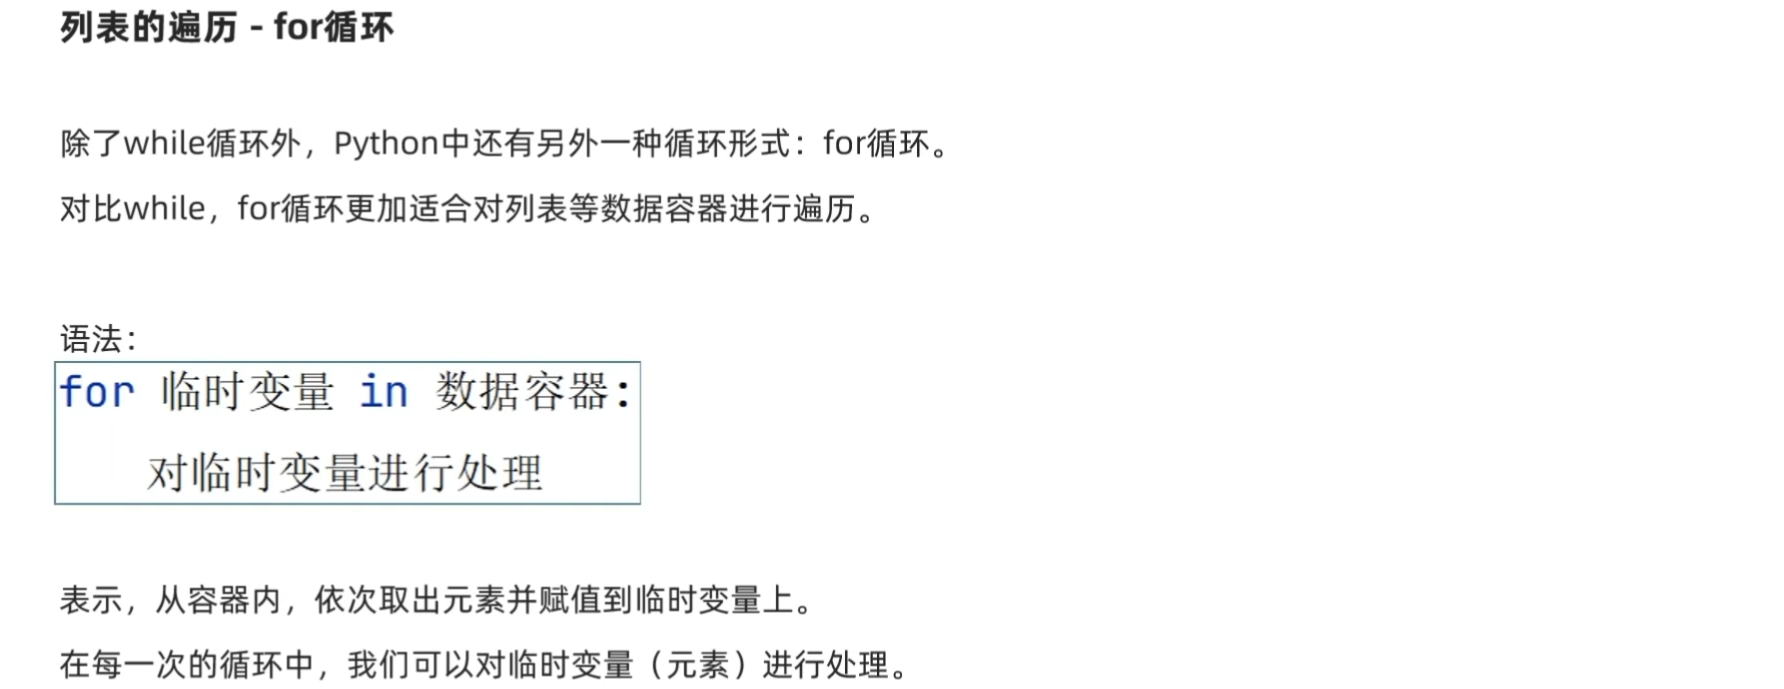 列表的遍历 - for循环
除了while循环外，Python中还有另外一种循环形式：for循环。
对比while，for循环更加适合对列表等数据容器进行遍历。
语法：
for 临时变量 in 数据容器:
对临时变量进行处理
表示，从容器内，依次取出元素并赋值到临时变量上。
在每一次的循环中，我们可以对临时变量（元素）进行处理。